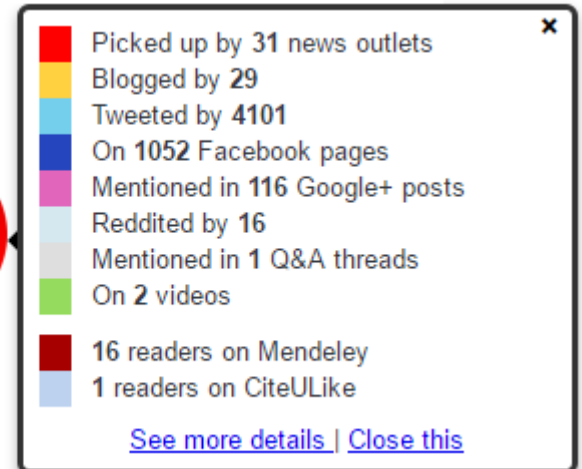 ×
Picked up by 31 news outlets
Blogged by 29
Tweeted by 4101
On 1052 Facebook pages
Mentioned in 116 Google+ posts
Reddited by 16
Mentioned in 1 Q&A threads
On 2 videos
16 readers on Mendeley
1 readers on CiteULike
See more details | Close this